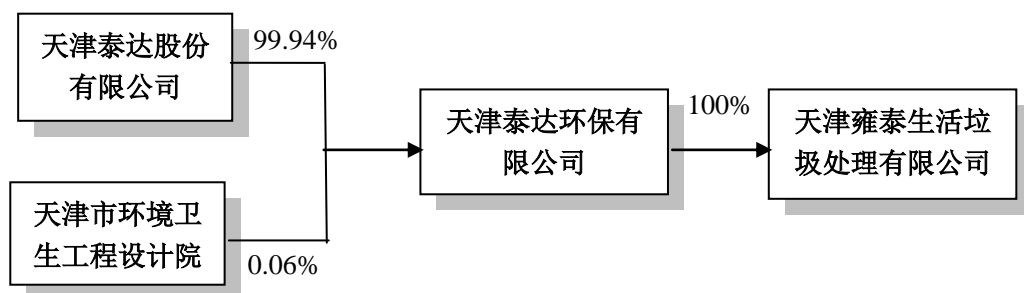 天津泰达股份
有限公司
99.94%
天津市环境卫
生工程设计院
0.06%
天津泰达环保有
限公司
100%
天津雍泰生活垃
圾处理有限公司